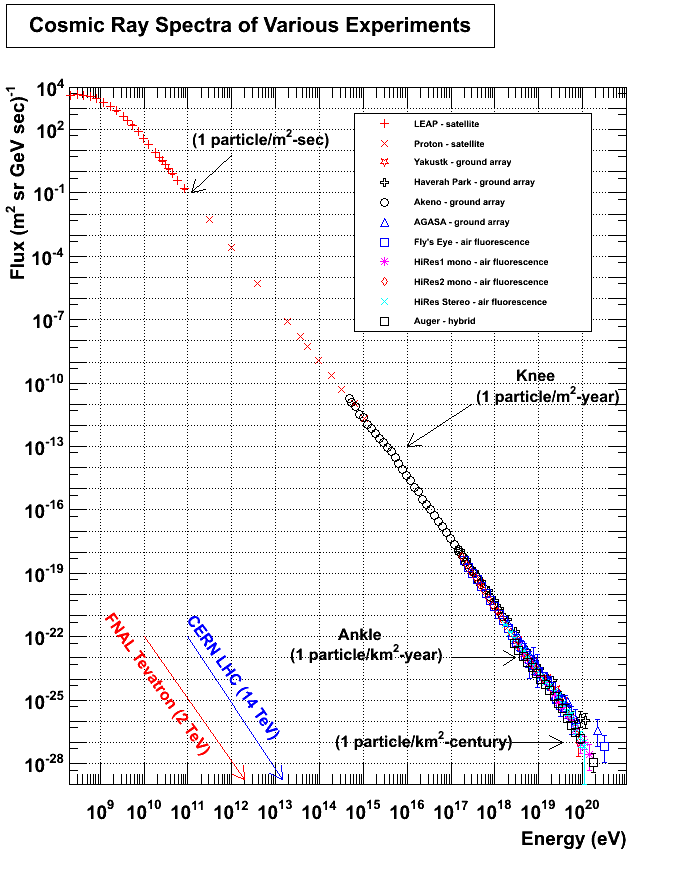 Cosmic Ray Spectra of Various Experiments
Flux (m² sr GeV sec)⁻¹
10⁴
10²
10⁻¹
10⁻⁴
10⁻⁷
10⁻¹⁰
10⁻¹³
10⁻¹⁶
10⁻¹⁹
10⁻²²
10⁻²⁵
10⁻²⁸
(1 particle/m²-sec)
LEAP - satellite
Proton - satellite
Yakustk - ground array
Haverah Park - ground array
Akeno - ground array
AGASA - ground array
Fly's Eye - air fluorescence
HiRes1 mono - air fluorescence
HiRes2 mono - air fluorescence
HiRes Stereo - air fluorescence
Auger - hybrid
Knee
(1 particle/m²-year)
Ankle
(1 particle/km²-year)
(1 particle/km²-century)
FNAL Tevatron (2 TeV)
CERN LHC (14 TeV)
10⁹ 10¹⁰ 10¹¹ 10¹² 10¹³ 10¹⁴ 10¹⁵ 10¹⁶ 10¹⁷ 10¹⁸ 10¹⁹ 10²⁰
Energy (eV)